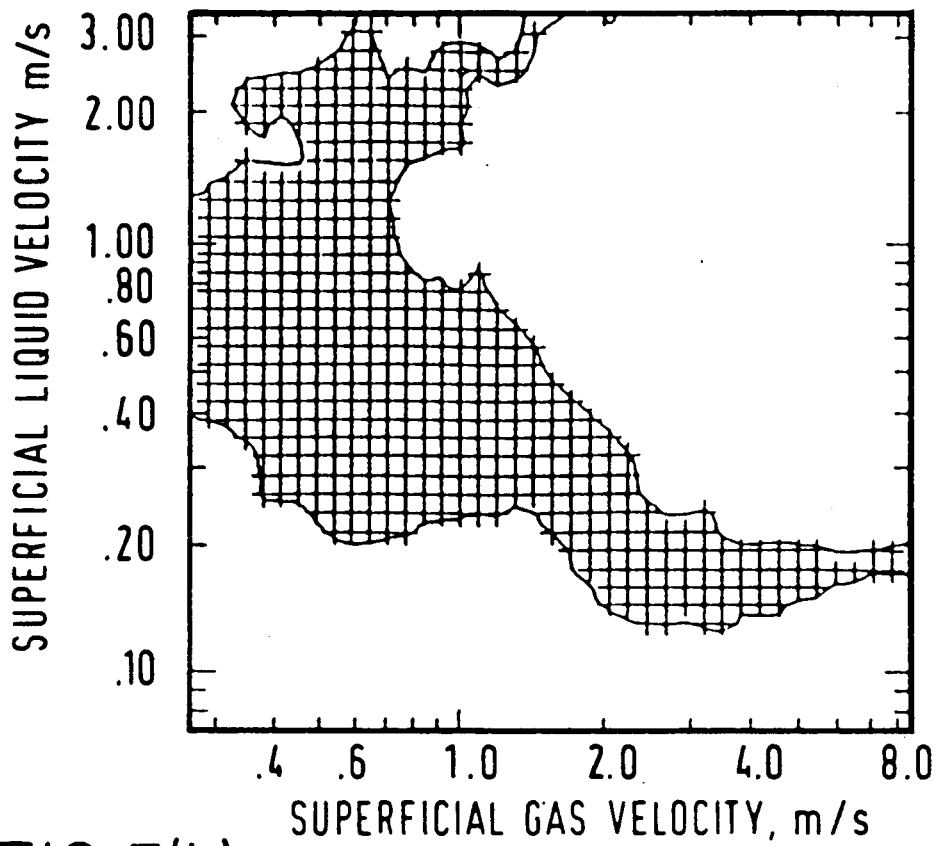 SUPERFICIAL LIQUID VELOCITY m/s
3.00
2.00
1.00
.80
.60
.40
.20
.10
.4 .6 1.0 2.0 4.0 8.0
SUPERFICIAL GAS VELOCITY, m/s